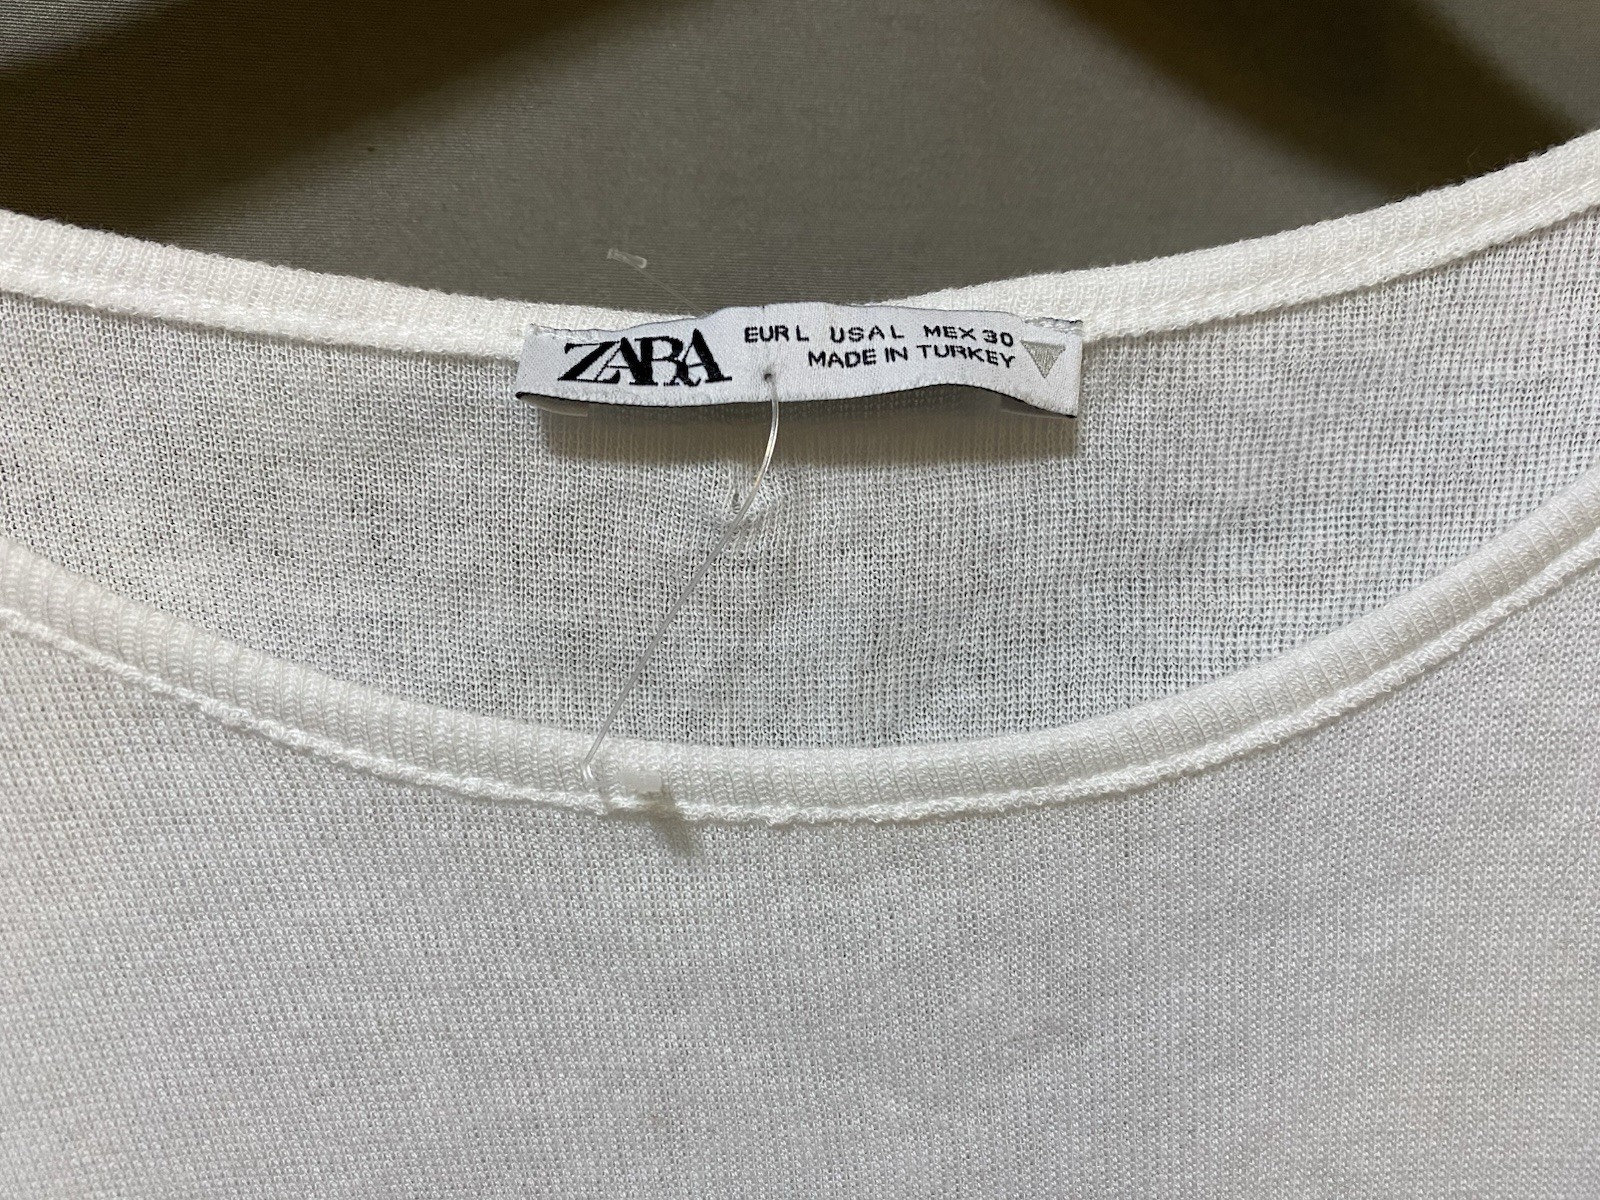 ZARA
EUR L USA L MEX 30
MADE IN TURKEY